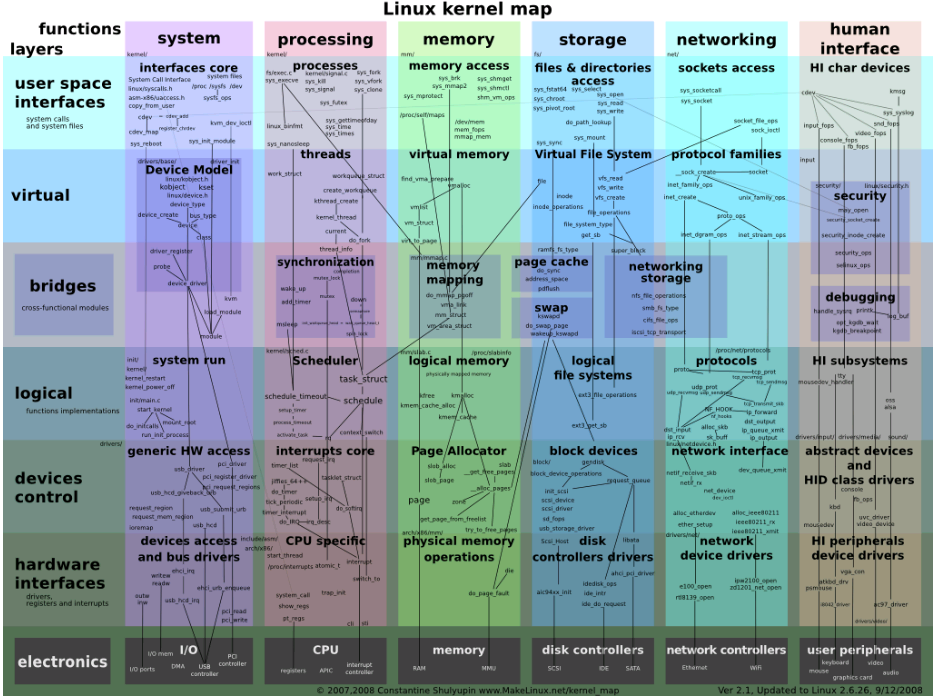 Linux kernel map
functions
layers
system
processing
memory
storage
networking
human
interface
user space
interfaces
system calls
and system files
kernel/
interfaces core
System Call Interface
system files
linux/syscalls.h
/proc /sysfs /dev
asm-x86/uaccess.h
sysfs_ops
copy_from_user
cdev
cdev_add
cdev_map
register_chrdev
kvm_dev_ioctl
sys_reboot
sys_init_module
kernel/
processes
fs/exec.c
kernel/signal.c
sys_fork
sys_execve
sys_kill
sys_vfork
sys_signal
sys_clone
sys_futex
linux_binfmt
sys_gettimeofday
sys_time
sys_times
sys_nanosleep
mm/
memory access
sys_brk
sys_shmget
sys_mmap2
sys_shmctl
sys_mprotect
shm_vm_ops
/proc/self/maps
/dev/mem
mem_fops
mmap_mem
fs/
files & directories
access
sys_fstat64
sys_select
sys_chroot
sys_open
sys_read
sys_pivot_root
sys_write
do_path_lookup
sys_mount
sys_sync
net/
sockets access
sys_socketcall
sys_socket
socket_file_ops
sock_ioctl
HI char devices
cdev
kmsg
sys_syslog
input_fops
snd_fops
video_fops
console_fops
fb_fops
virtual
drivers/base/
driver_init
Device Model
linux/kobject.h
kobject
kset
linux/device.h
device_type
device_create
bus_type
device
class
threads
work_struct
workqueue_struct
create_workqueue
kthread_create
kernel_thread
current
do_fork
thread_info
virtual memory
find_vma_prepare
vmalloc
vmlist
vm_struct
virt_to_page
Virtual File System
file
vfs_read
vfs_write
inode
inode_operations
file_operations
file_system_type
get_sb
protocol families
__sock_create
socket
inet_family_ops
unix_family_ops
inet_create
proto_ops
inet_dgram_ops
inet_stream_ops
input
security/
linux/security.h
security
may_open
security_socket_create
security_inode_create
security_ops
selinux_ops
bridges
cross-functional modules
driver_register
probe
device_driver
kvm
load_module
module
synchronization
completion
mutex_lock
wake_up
mutex
add_timer
down
msleep
spin_lock
mm/mmap.c
memory
mapping
do_mmap_pgoff
vma_link
mm_struct
vm_area_struct
ramfs_fs_type
super_block
page cache
do_sync
address_space
pdflush
swap
kswapd
do_swap_page
wakeup_kswapd
networking
storage
nfs_file_operations
smb_fs_type
cifs_file_ops
iscsi_tcp_transport
debugging
handle_sysrq
printk
log_buf
opt_kgdb_wait
kgdb_breakpoint
logical
functions implementations
init/
system run
kernel/
kernel_restart
kernel_power_off
init/main.c
start_kernel
mount_root
do_initcalls
run_init_process
kernel/sched.c
Scheduler
task_struct
schedule_timeout
schedule
setup_timer
process_timeout
context_switch
activate_task
rq
mm/slab.c
/proc/slabinfo
logical memory
physically mapped memory
kfree
kmalloc
kmem_cache_alloc
kmem_cache
logical
file systems
ext3_file_operations
ext3_get_sb
/proc/net/protocols
protocols
proto
tcp_prot
tcp_recvmsg
tcp_sendmsg
udp_prot
udp_recvmsg
udp_sendmsg
tcp_transmit_skb
NF_HOOK
ip_forward
dst_output
dst_input
alloc_skb
ip_queue_xmit
ip_rcv
sk_buff
ip_output
HI subsystems
tty
mousedev_handler
oss
alsa
devices
control
drivers/
generic HW access
pci_driver
usb_driver
pci_register_driver
pci_request_regions
usb_hcd_giveback_urb
request_region
usb_submit_urb
request_mem_region
ioremap
usb_hcd
interrupts core
request_irq
timer_list
jiffies_64++
tasklet_struct
do_timer
tick_periodic
setup_irq
timer_interrupt
do_softirq
do_IRQ
irq_desc
Page Allocator
slab_alloc
slab
__get_free_pages
__alloc_pages
page
zone
get_page_from_freelist
try_to_free_pages
block devices
block/
gendisk
block_device_operations
request_queue
init_scsi
scsi_device
scsi_driver
sd_fops
usb_storage_driver
linux/netdevice.h
network interface
dev_queue_xmit
netif_receive_skb
netif_rx
net_device
dev_ioctl
alloc_etherdev
alloc_ieee80211
ieee80211_rx
ether_setup
ieee80211_xmit
drivers/input/
drivers/media/
sound/
abstract devices
and
HID class drivers
console
fb_ops
kbd
uvc_driver
mousedev
video_device
hardware
interfaces
drivers,
registers and interrupts
devices access
and bus drivers
ehci_irq
writew
readw
ehci_urb_enqueue
outw
inw
usb_hcd_irq
pci_read
pci_write
include/asm/
arch/x86/
CPU specific
start_thread
interrupt
/proc/interrupts
atomic_t
switch_to
system_call
trap_init
show_regs
pt_regs
cli
sti
arch/x86/mm/
physical memory
operations
die
do_page_fault
Scsi_Host
libata
disk
controllers drivers
ahci_pci_driver
aic94xx_init
idedisk_ops
ide_intr
ide_do_request
drivers/net/
network
device drivers
e100_open
ipw2100_open
zd1201_net_open
rtl8139_open
HI peripherals
device drivers
vga_con
atkbd_drv
psmouse
i8042_driver
ac97_driver
drivers/video/
electronics
I/O
I/O mem
I/O ports
DMA
USB
controller
PCI
controller
CPU
registers
APIC
interrupt
controller
memory
RAM
MMU
disk controllers
SCSI
IDE
SATA
network controllers
Ethernet
WiFi
user peripherals
keyboard
video
mouse
audio
graphics card
© 2007,2008 Constantine Shulyupin www.MakeLinux.net/kernel_map
Ver 2.1, Updated to Linux 2.6.26, 9/12/2008